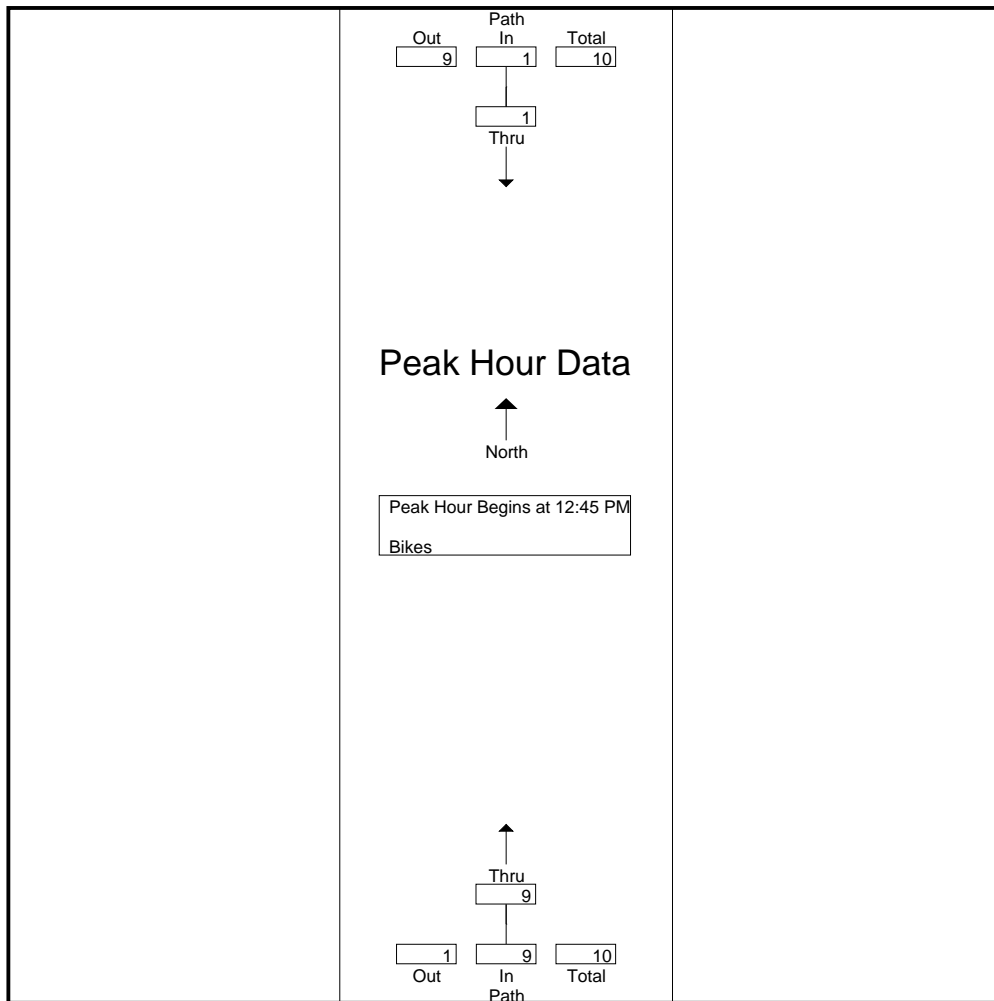 Path
Out In Total
9 1 10
1
Thru
Peak Hour Data
North
Peak Hour Begins at 12:45 PM
Bikes
Thru
9
1 9 10
Out In Total
Path